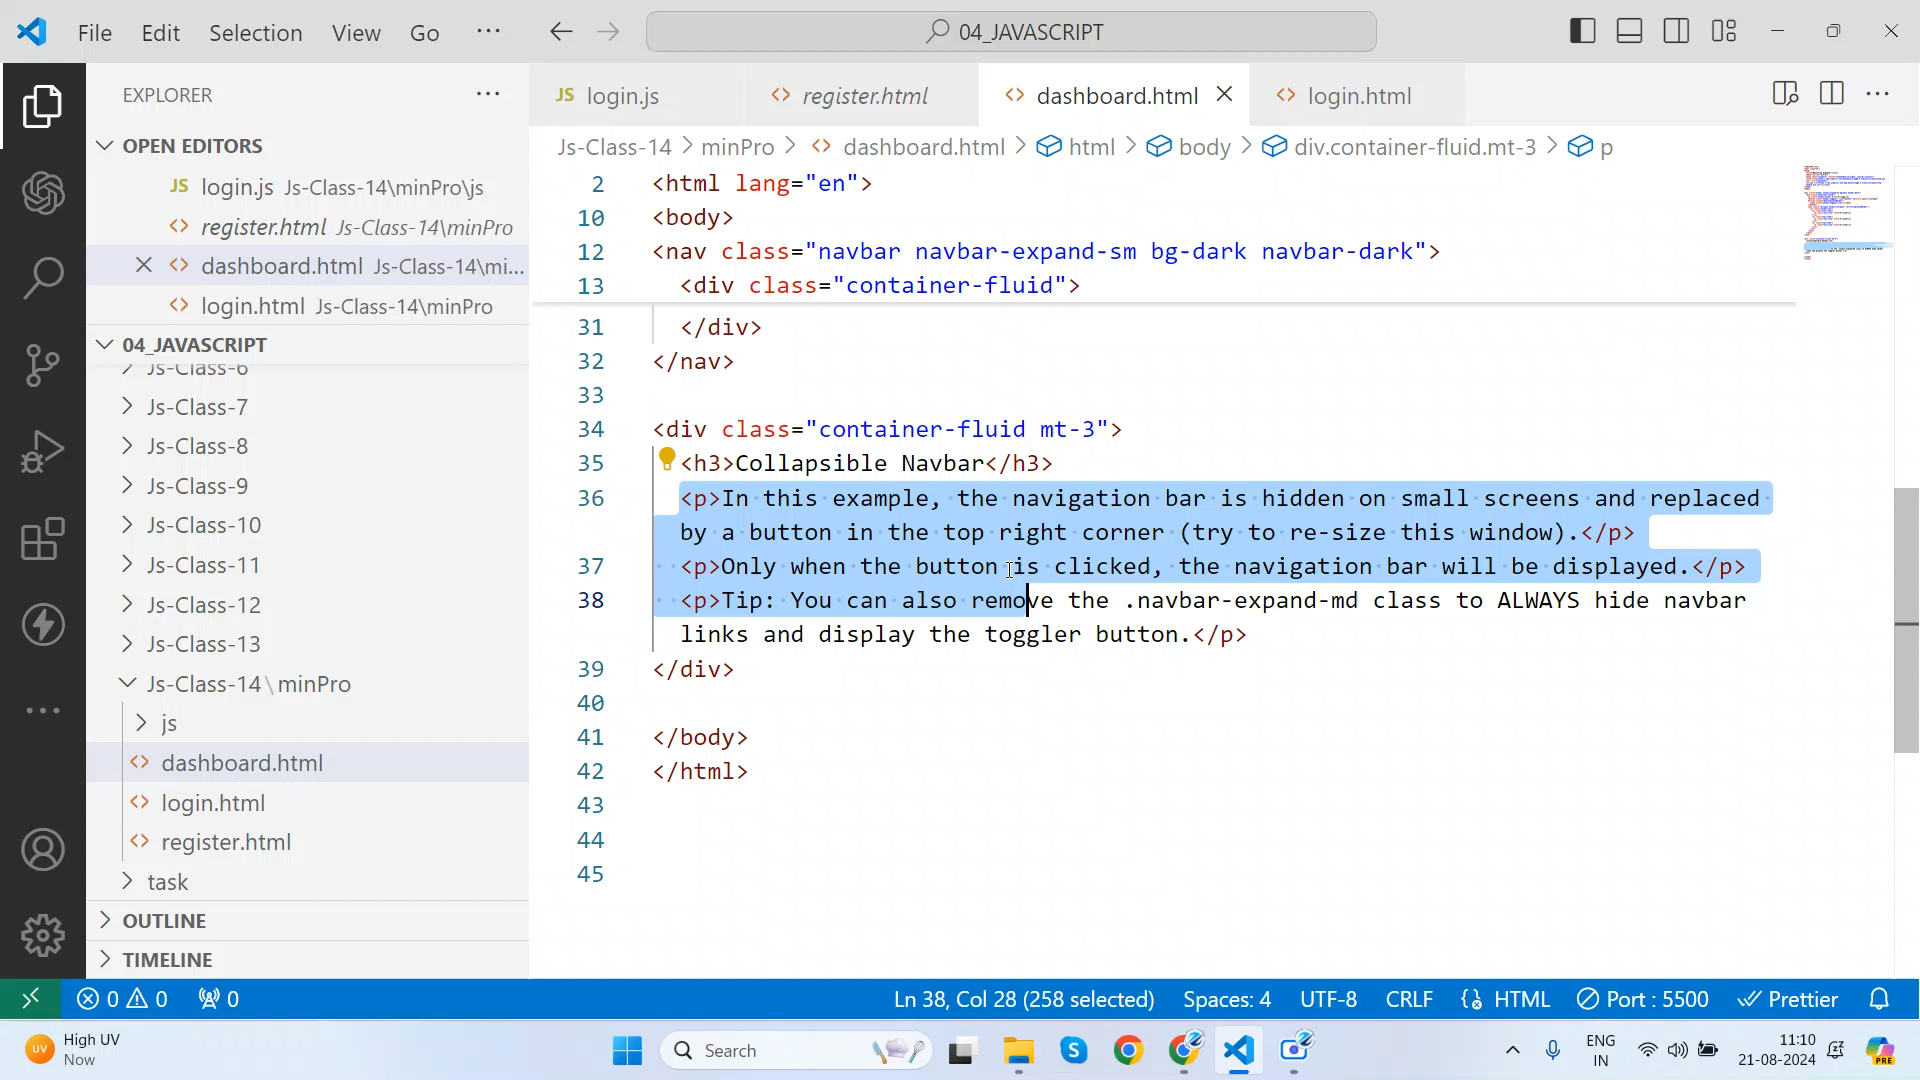 File Edit Selection View Go ... 04_JAVASCRIPT
EXPLORER
OPEN EDITORS
JS login.js Js-Class-14\minPro\js
<> register.html Js-Class-14\minPro
<> dashboard.html Js-Class-14\mi...
<> login.html Js-Class-14\minPro
04_JAVASCRIPT
Js-Class-6
Js-Class-7
Js-Class-8
Js-Class-9
Js-Class-10
Js-Class-11
Js-Class-12
Js-Class-13
Js-Class-14\minPro
js
<> dashboard.html
<> login.html
<> register.html
task
OUTLINE
TIMELINE
JS login.js <> register.html <> dashboard.html <> login.html
Js-Class-14 > minPro > <> dashboard.html > html > body > div.container-fluid.mt-3 > p
2 <html lang="en">
10 <body>
12 <nav class="navbar navbar-expand-sm bg-dark navbar-dark">
13 <div class="container-fluid">
31 </div>
32 </nav>
33
34 <div class="container-fluid mt-3">
35 <h3>Collapsible Navbar</h3>
36 <p>In this example, the navigation bar is hidden on small screens and replaced
by a button in the top right corner (try to re-size this window).</p>
37 <p>Only when the button is clicked, the navigation bar will be displayed.</p>
38 <p>Tip: You can also remove the .navbar-expand-md class to ALWAYS hide navbar
links and display the toggler button.</p>
39 </div>
40
41 </body>
42 </html>
43
44
45
0 0 0 Ln 38, Col 28 (258 selected) Spaces: 4 UTF-8 CRLF HTML Port : 5500 Prettier
UV High UV
Now
Search
ENG
IN
11:10
21-08-2024
PRE